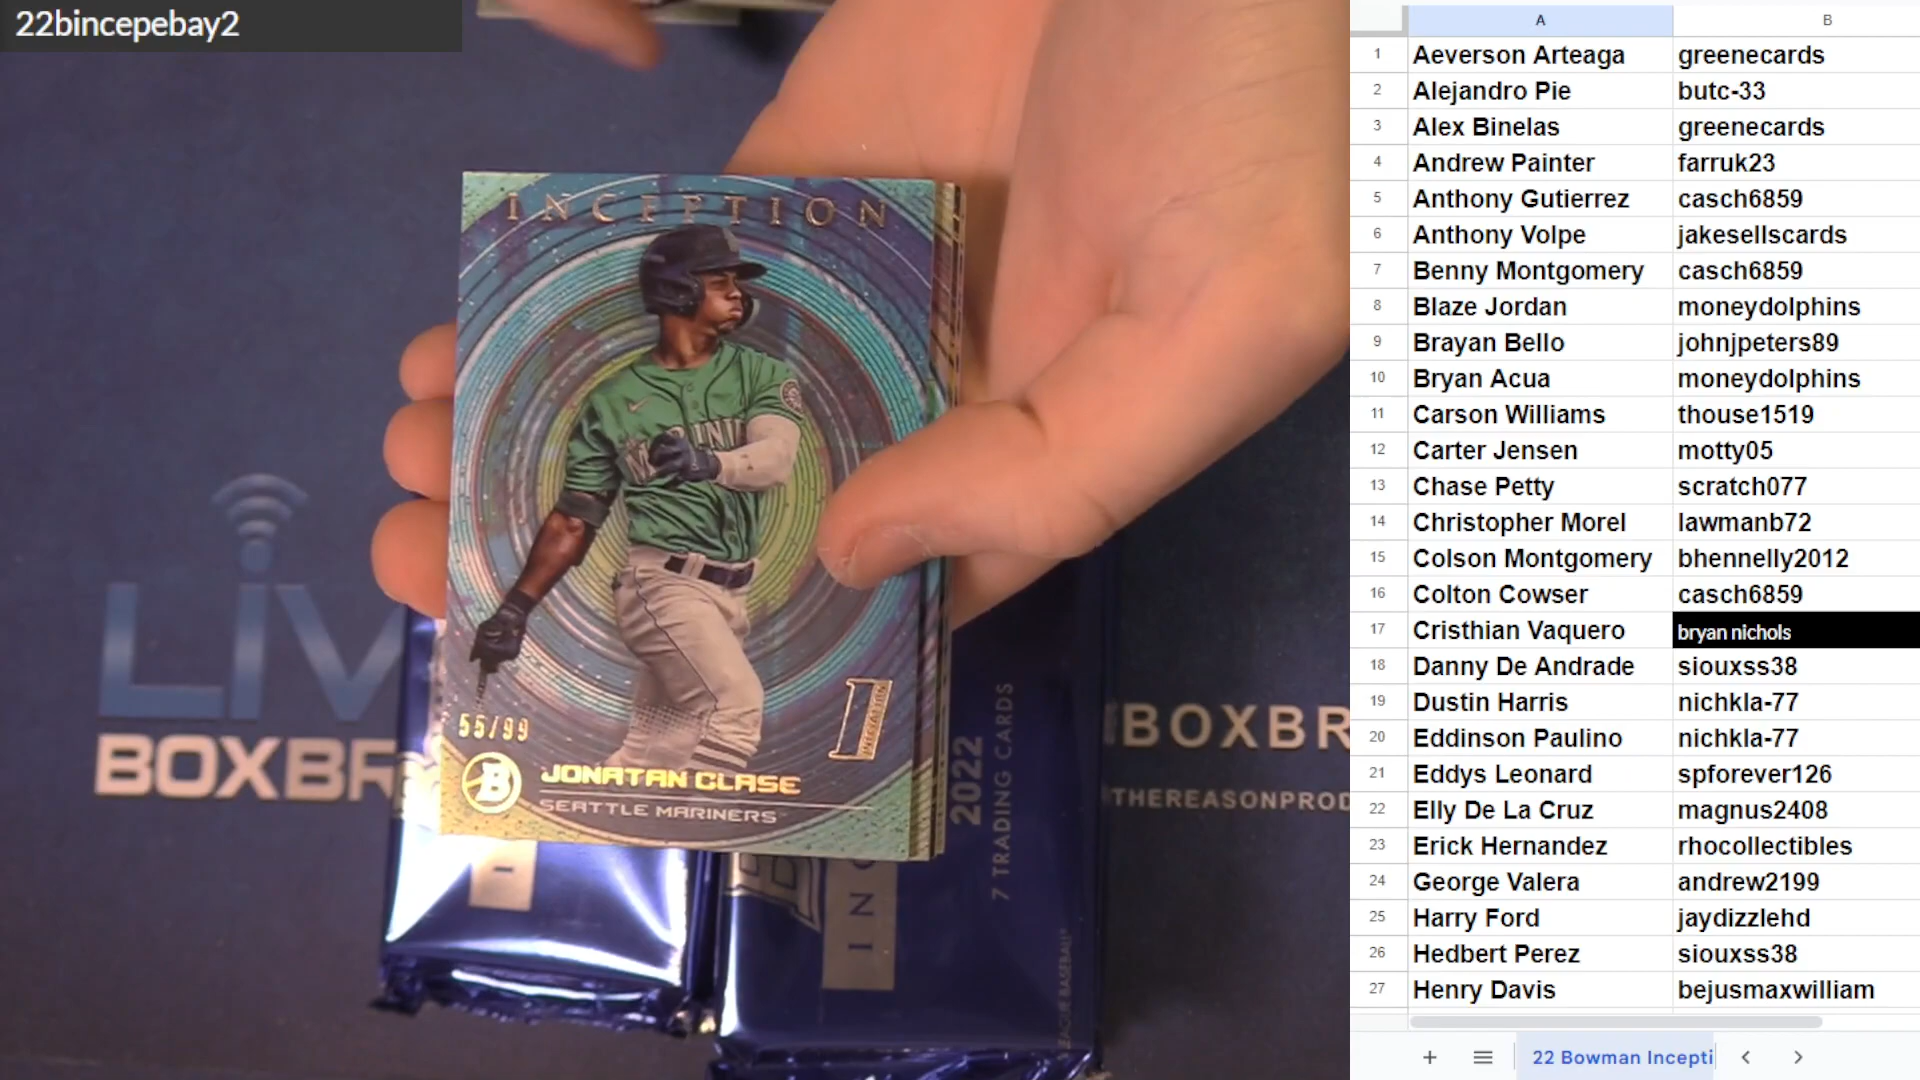 22bincepebay2
INCEPTION
55/99
JONATAN CLASE
SEATTLE MARINERS
LIV
BOXBR
2022
7 TRADING CARDS
INC
BOXBR
THEREASONPROD
A B
1 Aeverson Arteaga greenecards
2 Alejandro Pie butc-33
3 Alex Binelas greenecards
4 Andrew Painter farruk23
5 Anthony Gutierrez casch6859
6 Anthony Volpe jakesellscards
7 Benny Montgomery casch6859
8 Blaze Jordan moneydolphins
9 Brayan Bello johnjpeters89
10 Bryan Acua moneydolphins
11 Carson Williams thouse1519
12 Carter Jensen motty05
13 Chase Petty scratch077
14 Christopher Morel lawmanb72
15 Colson Montgomery bhennelly2012
16 Colton Cowser casch6859
17 Cristhian Vaquero bryan nichols
18 Danny De Andrade siouxss38
19 Dustin Harris nichkla-77
20 Eddinson Paulino nichkla-77
21 Eddys Leonard spforever126
22 Elly De La Cruz magnus2408
23 Erick Hernandez rhocollectibles
24 George Valera andrew2199
25 Harry Ford jaydizzlehd
26 Hedbert Perez siouxss38
27 Henry Davis bejusmaxwilliam
22 Bowman Incepti